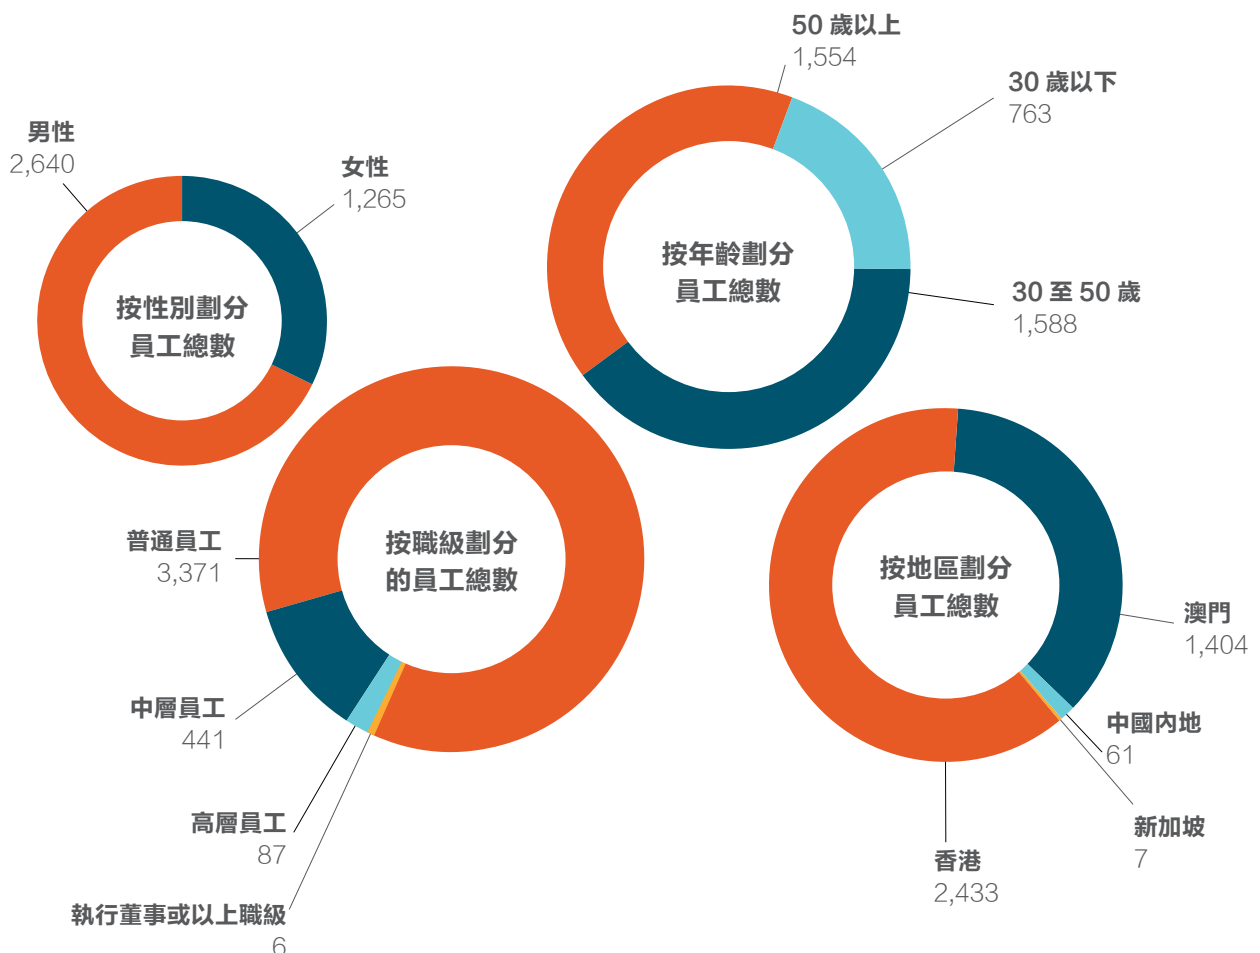 男性
2,640
女性
1,265
按性別劃分
員工總數
50 歲以上
1,554
30 歲以下
763
30 至 50 歲
1,588
按年齡劃分
員工總數
普通員工
3,371
中層員工
441
高層員工
87
執行董事或以上職級
6
按職級劃分
的員工總數
按地區劃分
員工總數
澳門
1,404
中國內地
61
新加坡
7
香港
2,433